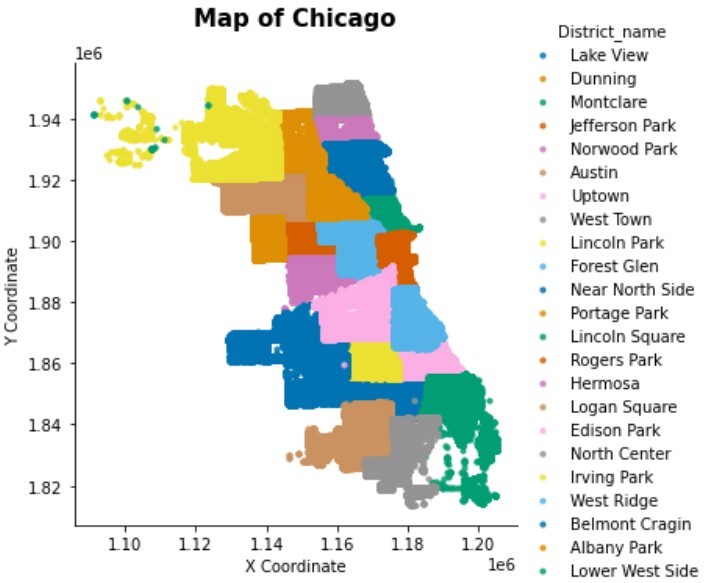 Map of Chicago
1e6
1.94
1.92
1.90
1.88
1.86
1.84
1.82
Y Coordinate
1.10
1.12
1.14
1.16
1.18
1.20
X Coordinate
1e6
District_name
Lake View
Dunning
Montclare
Jefferson Park
Norwood Park
Austin
Uptown
West Town
Lincoln Park
Forest Glen
Near North Side
Portage Park
Lincoln Square
Rogers Park
Hermosa
Logan Square
Edison Park
North Center
Irving Park
West Ridge
Belmont Cragin
Albany Park
Lower West Side